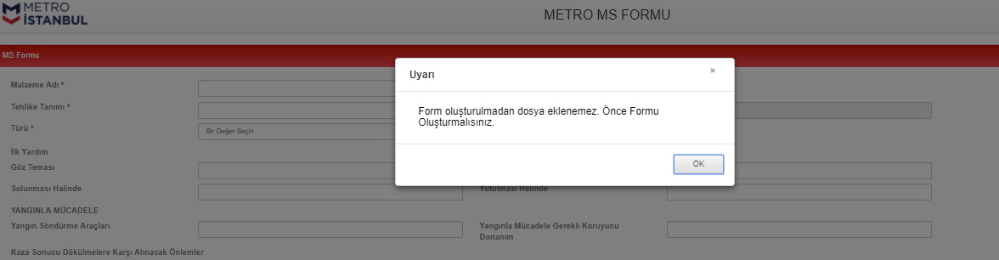 METRO
İSTANBUL
METRO MS FORMU
MS Formu
Uyarı
×
Malzeme Adı *
Tehlike Tanımı *
Form oluşturulmadan dosya eklenemez. Önce Formu
Oluşturmalısınız.
Türü *
Bir Değer Seçin
İlk Yardım
OK
Göz Teması
Solunması Halinde
Yutulması Halinde
YANGINLA MÜCADELE
Yangın Söndürme Araçları
Yangınla Mücadele Gerekli Koruyucu
Donanım
Kaza Sonucu Dökülmelere Karşı Alınacak Önlemler